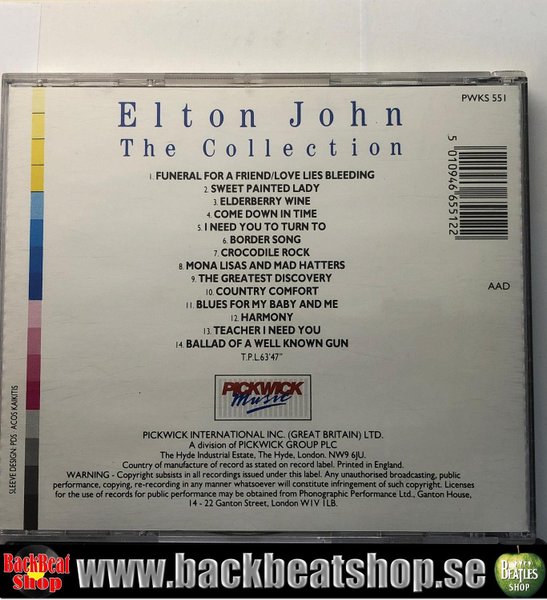 PWKS 551
Elton John
The Collection
1. FUNERAL FOR A FRIEND/LOVE LIES BLEEDING
2. SWEET PAINTED LADY
3. ELDERBERRY WINE
4. COME DOWN IN TIME
5. I NEED YOU TO TURN TO
6. BORDER SONG
7. CROCODILE ROCK
8. MONA LISAS AND MAD HATTERS
9. THE GREATEST DISCOVERY
10. COUNTRY COMFORT
11. BLUES FOR MY BABY AND ME
12. HARMONY
13. TEACHER I NEED YOU
14. BALLAD OF A WELL KNOWN GUN
T.P.L.63'47"
5 010946 655122
AAD
PICKWICK
Music
PICKWICK INTERNATIONAL INC. (GREAT BRITAIN) LTD.
A division of PICKWICK GROUP PLC
The Hyde Industrial Estate, The Hyde, London. NW9 6JU.
Country of manufacture of record as stated on record label. Printed in England.
WARNING - Copyright subsists in all recordings issued under this label. Any unauthorised broadcasting, public
performance, copying, re-recording in any manner whatsoever will constitute infringement of such copyright. Licenses
for the use of records for public performance may be obtained from Phonographic Performance Ltd., Ganton House,
14 - 22 Ganton Street, London W1V 1LB.
SLEEVE DESIGN: PDS · ACOS KAIKITIS
BackBeat
Shop
www.backbeatshop.se
BEATLES
SHOP